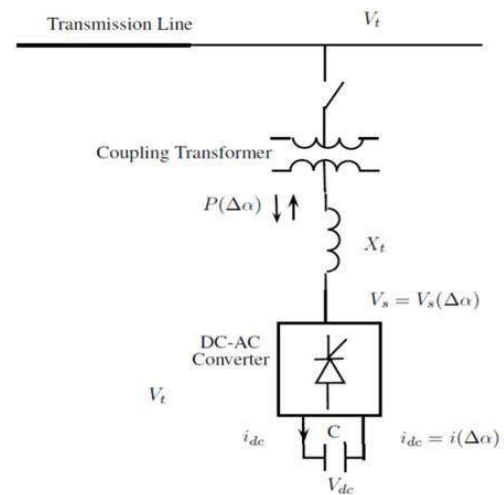 Transmission Line
V_t
Coupling Transformer
P(Δα)
X_t
V_s = V_s(Δα)
DC-AC
Converter
V_t
i_dc
C
i_dc = i(Δα)
V_dc